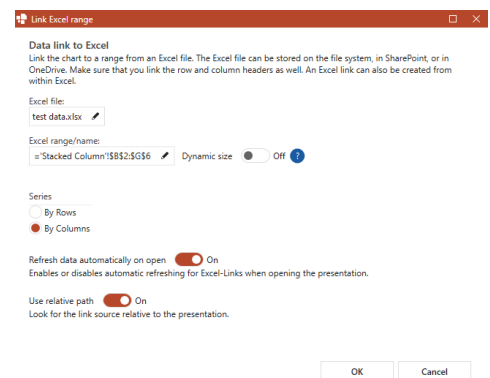 Link Excel range
Data link to Excel
Link the chart to a range from an Excel file. The Excel file can be stored on the file system, in SharePoint, or in
OneDrive. Make sure that you link the row and column headers as well. An Excel link can also be created from
within Excel.
Excel file:
test data.xlsx
Excel range/name:
='Stacked Column'!$B$2:$G$6 Dynamic size Off ?
Series
By Rows
By Columns
Refresh data automatically on open On
Enables or disables automatic refreshing for Excel-Links when opening the presentation.
Use relative path On
Look for the link source relative to the presentation.
OK Cancel